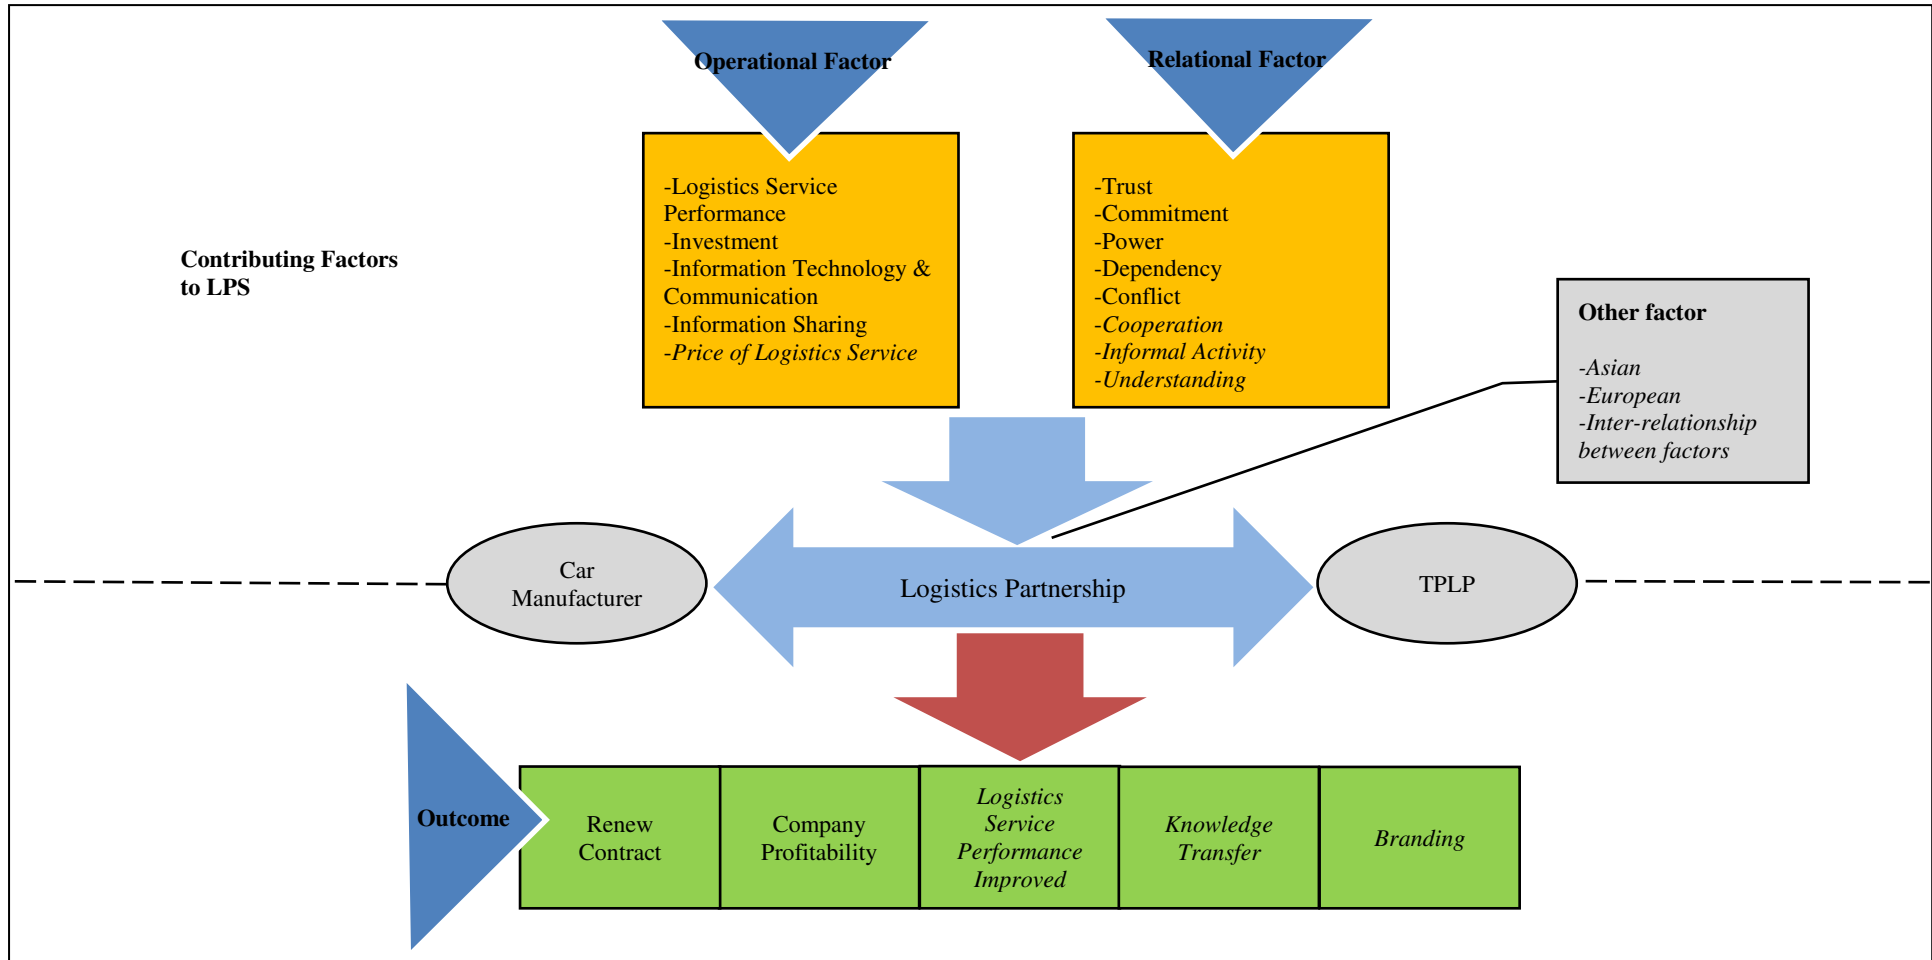 Operational Factor
Relational Factor
-Logistics Service
Performance
-Investment
-Information Technology &
Communication
-Information Sharing
-Price of Logistics Service
-Trust
-Commitment
-Power
-Dependency
-Conflict
-Cooperation
-Informal Activity
-Understanding
Contributing Factors
to LPS
Other factor
-Asian
-European
-Inter-relationship
between factors
Car
Manufacturer
Logistics Partnership
TPLP
Outcome
Renew
Contract
Company
Profitability
Logistics
Service
Performance
Improved
Knowledge
Transfer
Branding